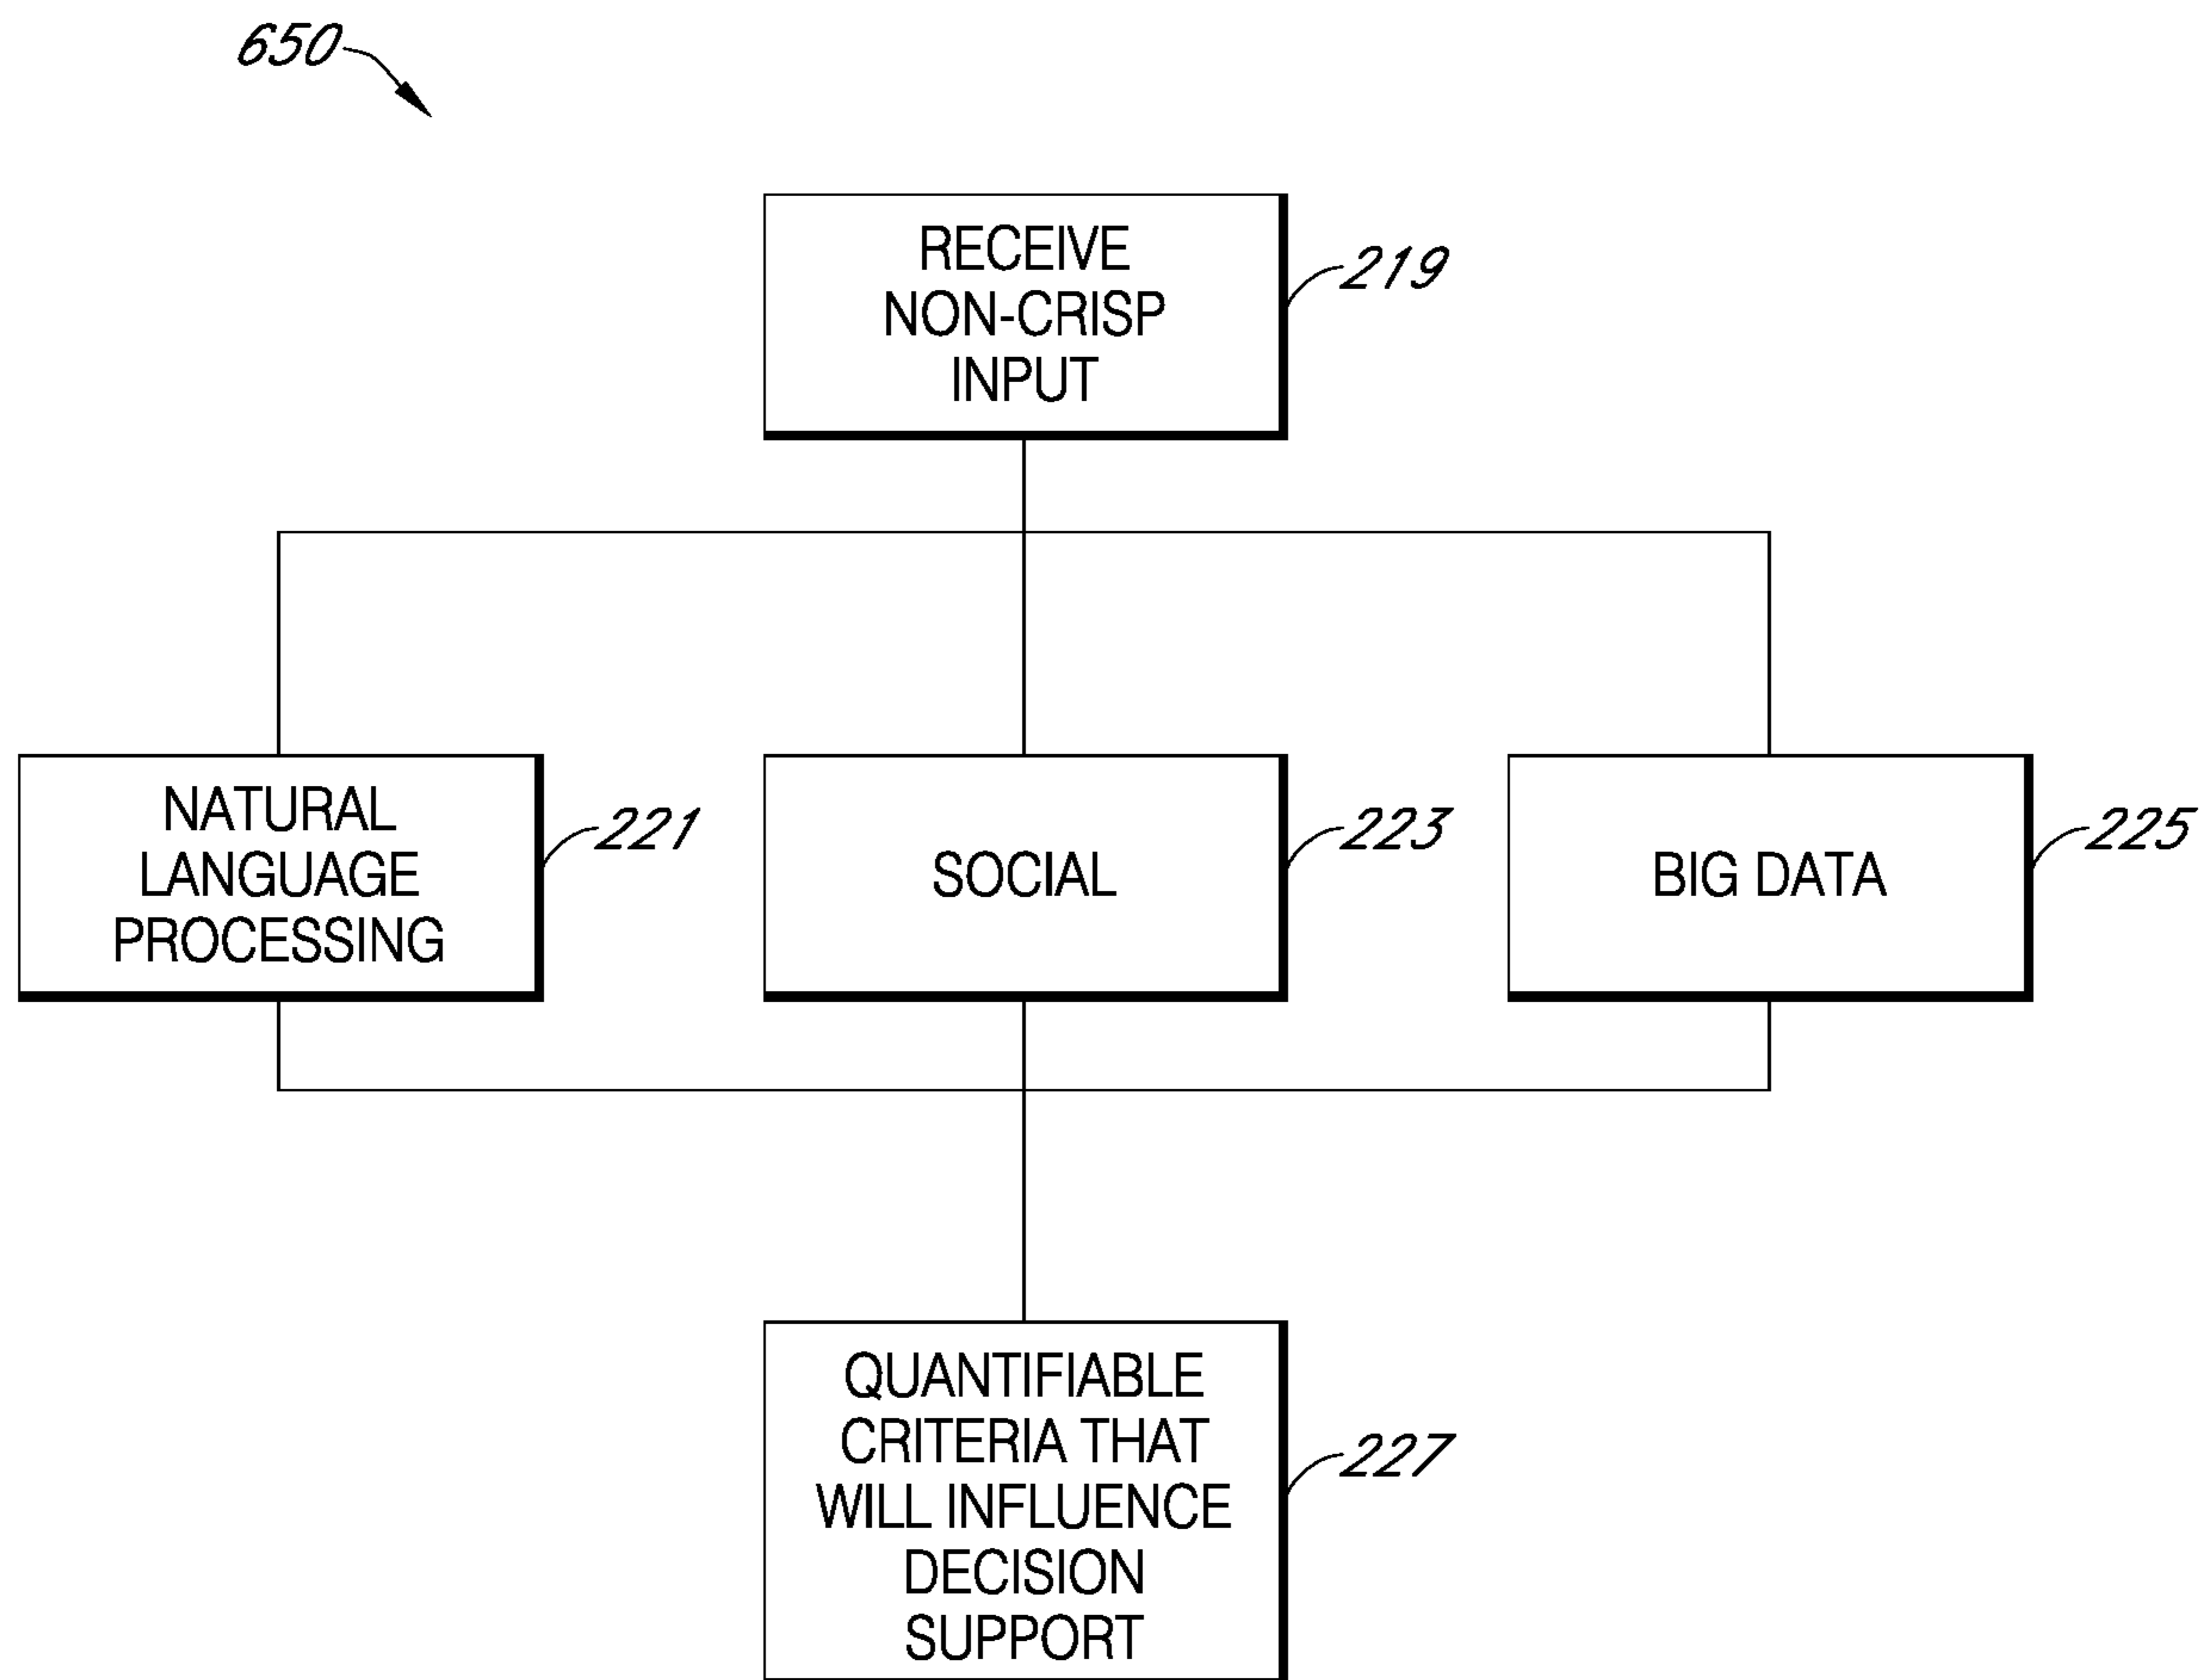 650
RECEIVE
NON-CRISP
INPUT
219
NATURAL
LANGUAGE
PROCESSING
221
SOCIAL
223
BIG DATA
225
QUANTIFIABLE
CRITERIA THAT
WILL INFLUENCE
DECISION
SUPPORT
227